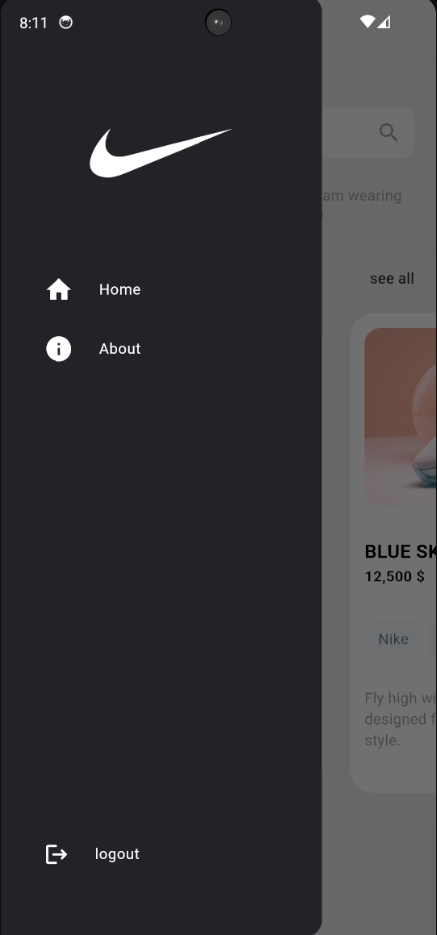 8:11
am wearing
see all
Home
About
BLUE SK
12,500 $
Nike
Fly high wi
designed f
style.
logout